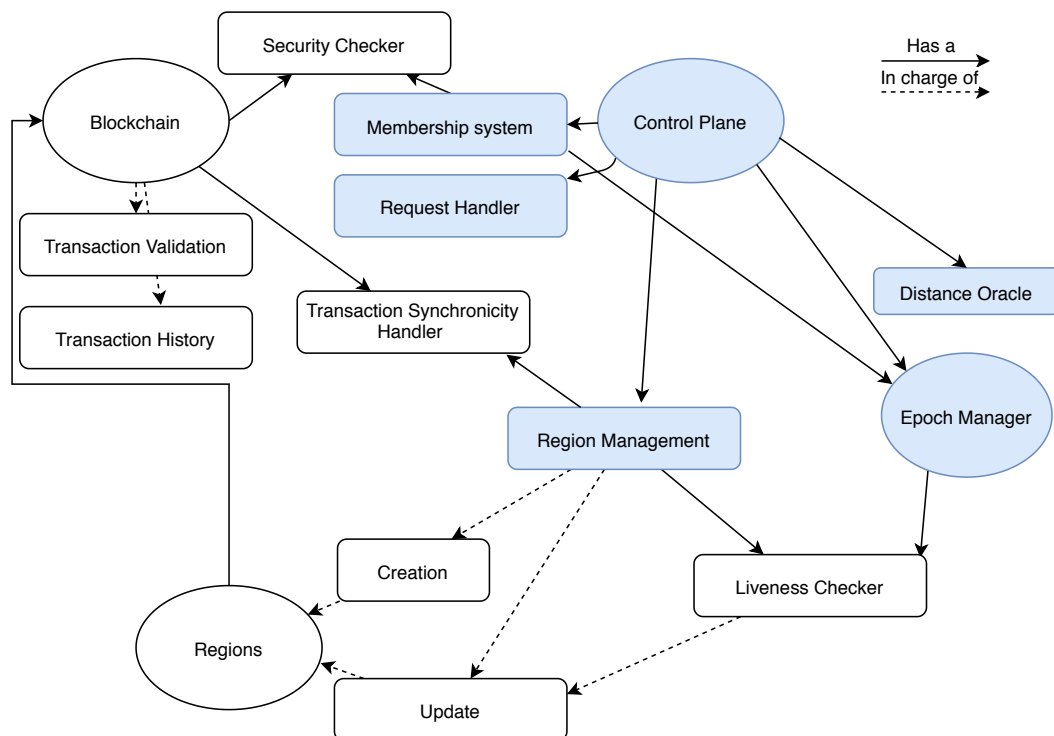 Security Checker
Has a
In charge of
Blockchain
Membership system
Control Plane
Request Handler
Transaction Validation
Distance Oracle
Transaction Synchronicity
Handler
Transaction History
Epoch Manager
Region Management
Creation
Liveness Checker
Regions
Update